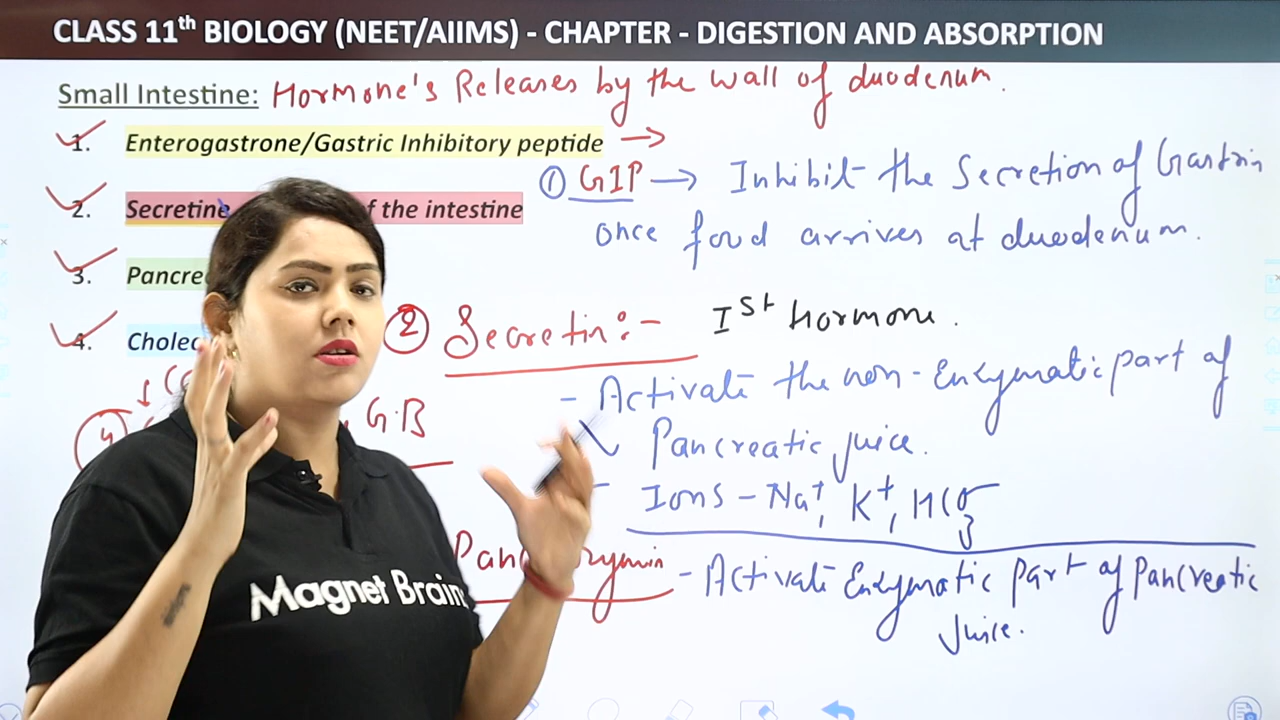 CLASS 11th BIOLOGY (NEET/AIIMS) - CHAPTER - DIGESTION AND ABSORPTION
Small Intestine: Hormone's Releases by the wall of duodenum.
1. Enterogastrone/Gastric Inhibitory peptide →
① GIP → Inhibit the Secretion of Gastrin
once food arrives at duodenum.
2. Secretine f the intestine
3. Pancre
4. Cholec
② Secretin:- Ist Hormone.
- Activate the non-Enzymatic part of
Pancreatic juice.
- Ions - Na+, K+, HCO3-
④ G.B
Pan rymin - Activate Enzymatic part of Pancreatic
Juice.
Magnet Brain